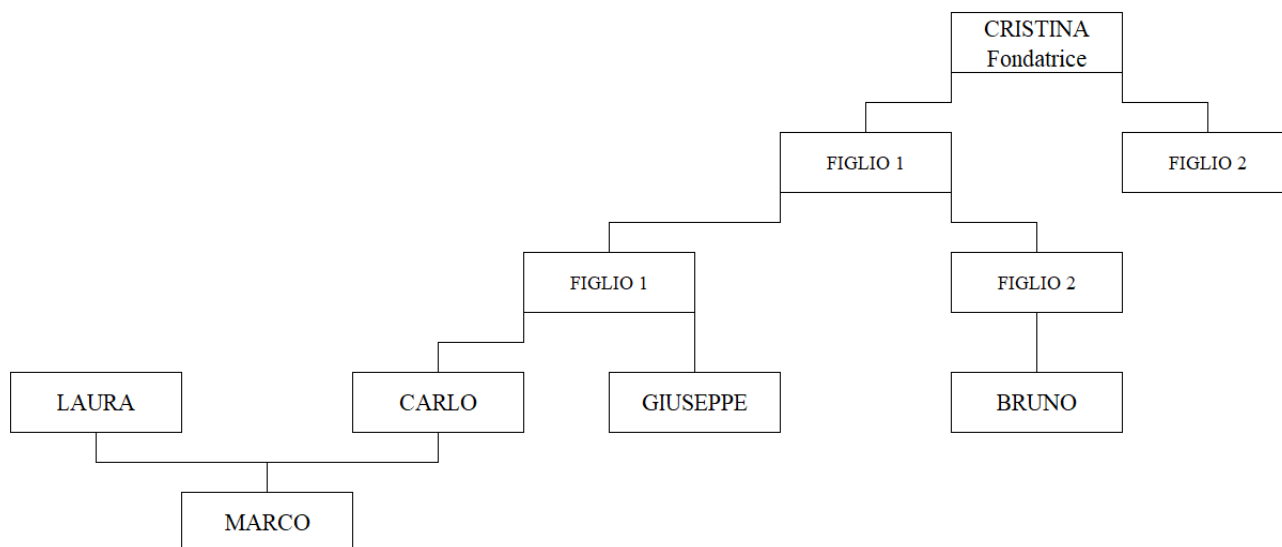 CRISTINA
Fondatrice
FIGLIO 1
FIGLIO 2
FIGLIO 1
FIGLIO 2
LAURA
CARLO
GIUSEPPE
BRUNO
MARCO